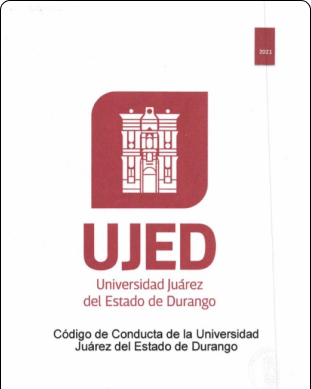 2021
UJED
Universidad Juárez
del Estado de Durango
Código de Conducta de la Universidad
Juárez del Estado de Durango